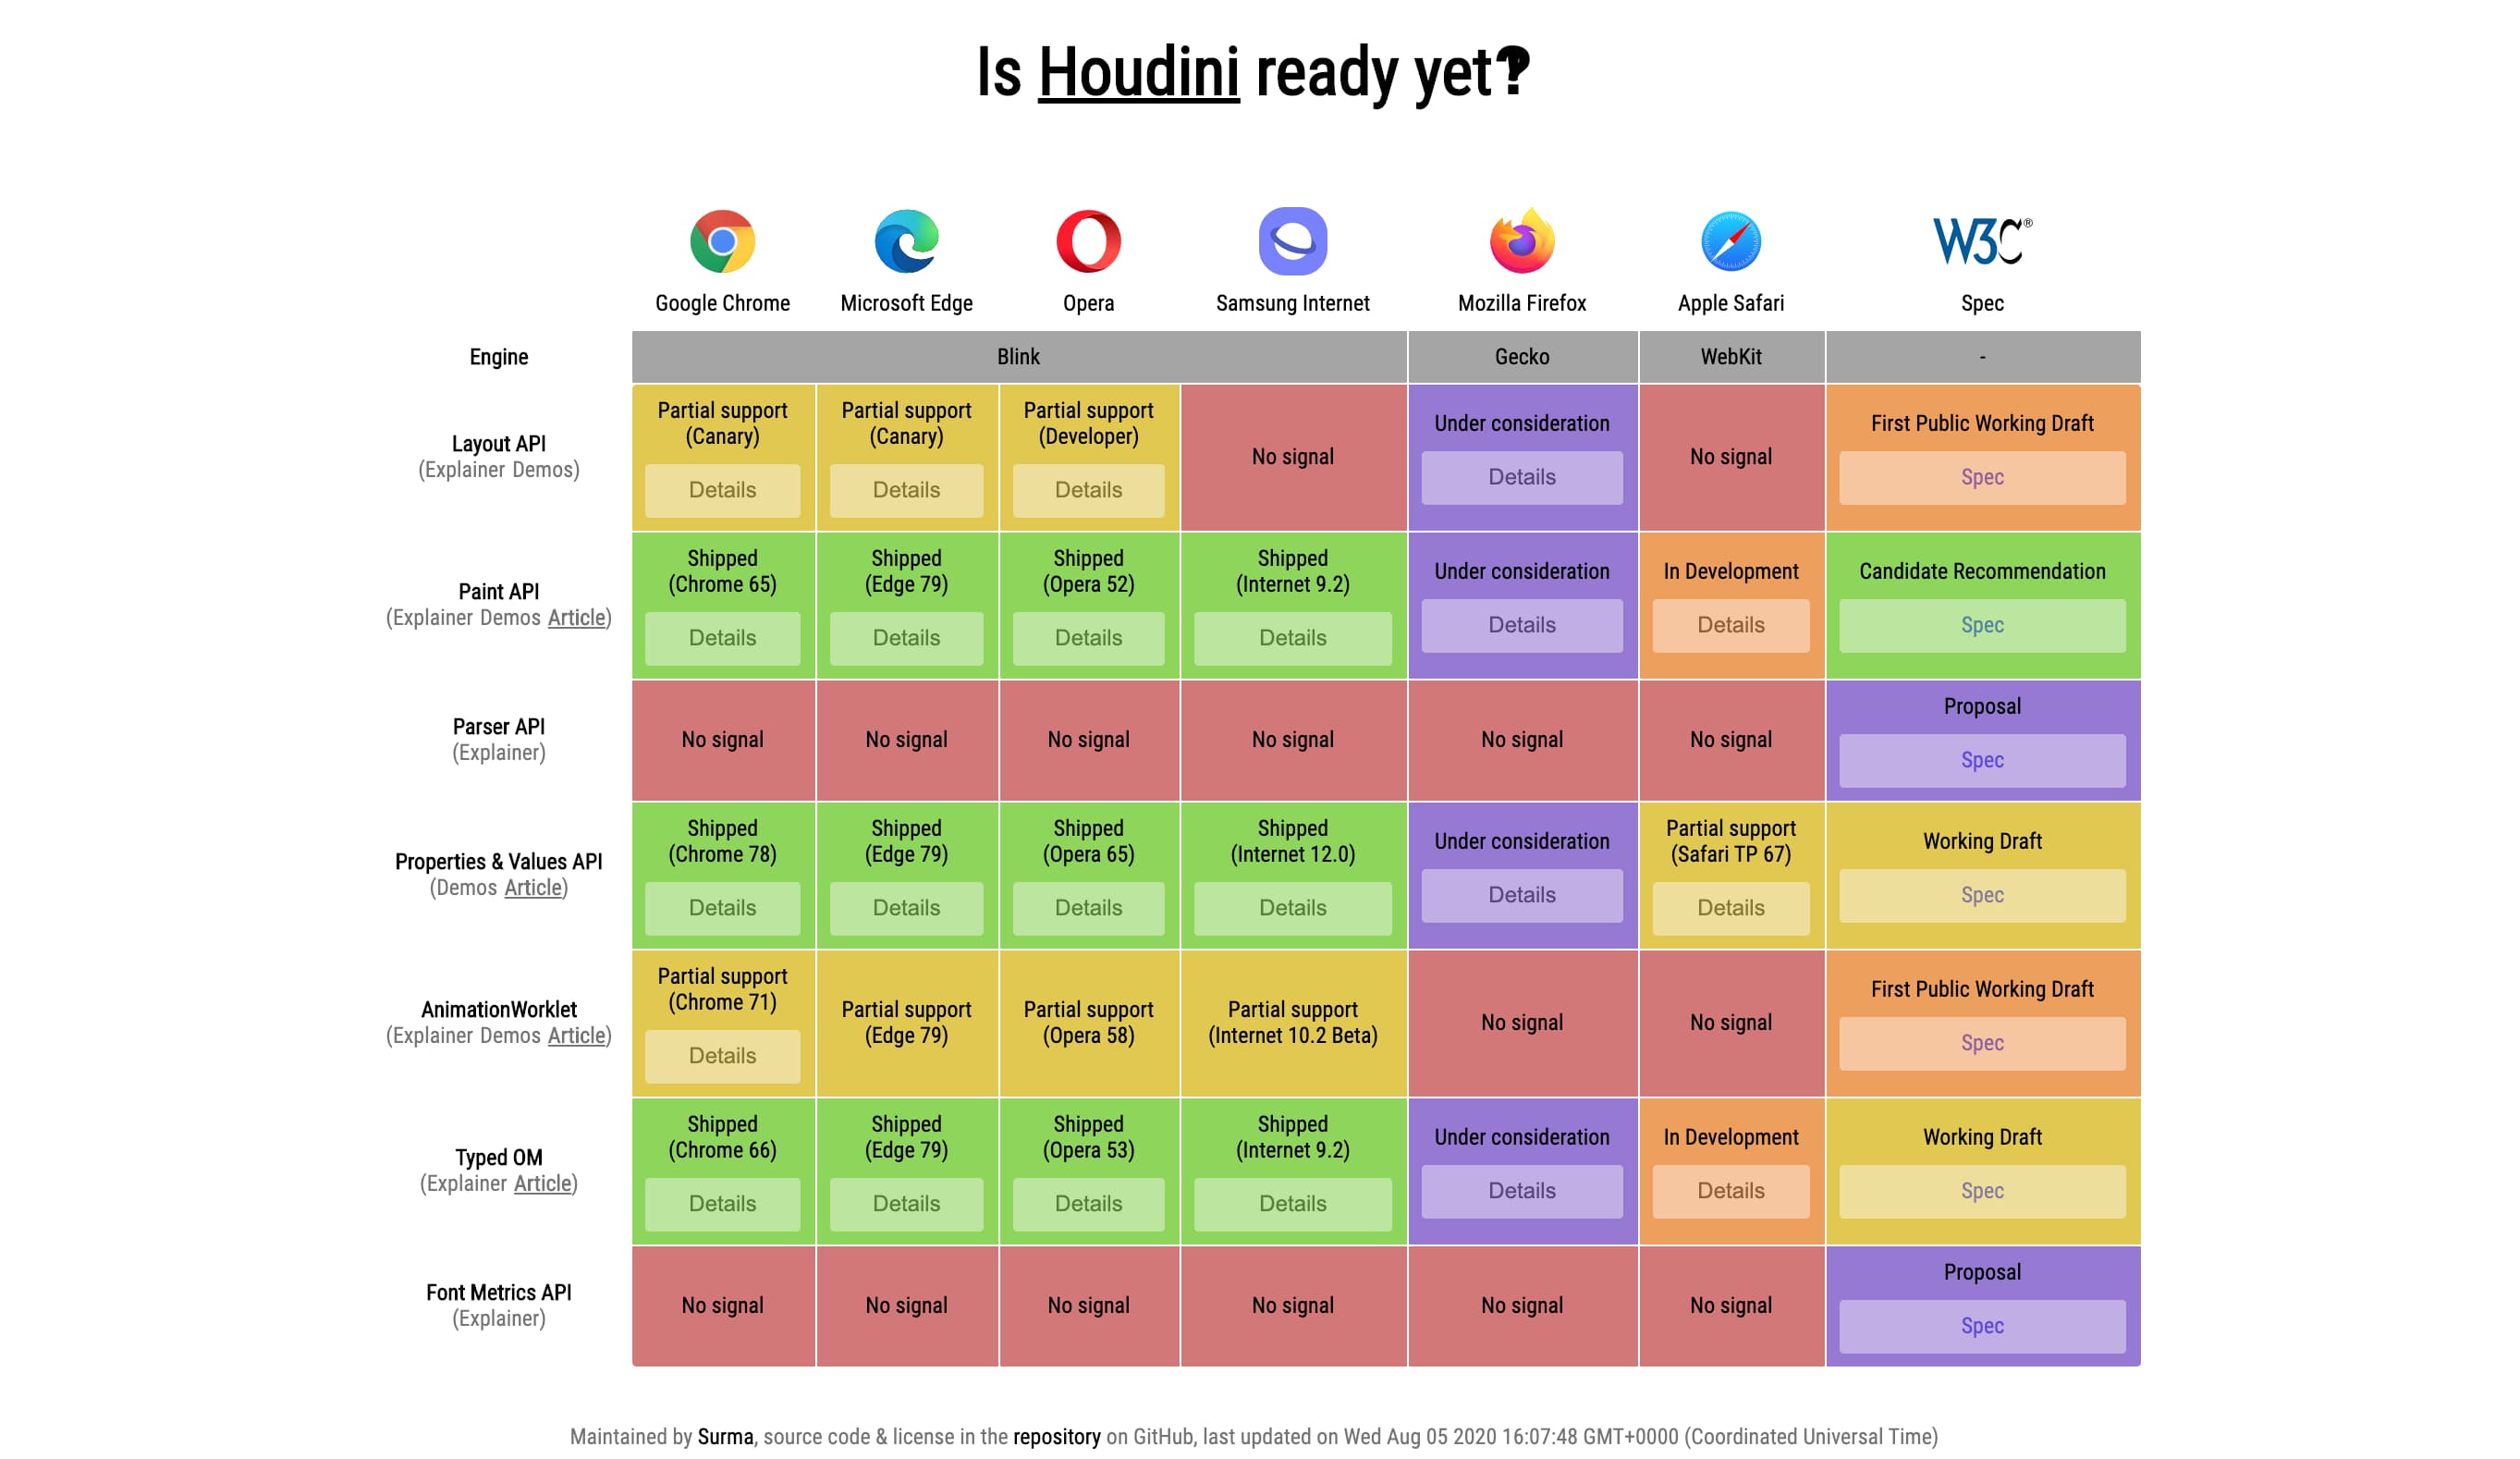 Is Houdini ready yet‽
W3C®
Google Chrome Microsoft Edge Opera Samsung Internet Mozilla Firefox Apple Safari Spec
Engine Blink Gecko WebKit -
Layout API
(Explainer Demos)
Partial support
(Canary)
Details
Partial support
(Canary)
Details
Partial support
(Developer)
Details
No signal
Under consideration
Details
No signal
First Public Working Draft
Spec
Paint API
(Explainer Demos Article)
Shipped
(Chrome 65)
Details
Shipped
(Edge 79)
Details
Shipped
(Opera 52)
Details
Shipped
(Internet 9.2)
Details
Under consideration
Details
In Development
Details
Candidate Recommendation
Spec
Parser API
(Explainer)
No signal
No signal
No signal
No signal
No signal
No signal
Proposal
Spec
Properties & Values API
(Demos Article)
Shipped
(Chrome 78)
Details
Shipped
(Edge 79)
Details
Shipped
(Opera 65)
Details
Shipped
(Internet 12.0)
Details
Under consideration
Details
Partial support
(Safari TP 67)
Details
Working Draft
Spec
AnimationWorklet
(Explainer Demos Article)
Partial support
(Chrome 71)
Details
Partial support
(Edge 79)
Partial support
(Opera 58)
Partial support
(Internet 10.2 Beta)
No signal
No signal
First Public Working Draft
Spec
Typed OM
(Explainer Article)
Shipped
(Chrome 66)
Details
Shipped
(Edge 79)
Details
Shipped
(Opera 53)
Details
Shipped
(Internet 9.2)
Details
Under consideration
Details
In Development
Details
Working Draft
Spec
Font Metrics API
(Explainer)
No signal
No signal
No signal
No signal
No signal
No signal
Proposal
Spec
Maintained by Surma, source code & license in the repository on GitHub, last updated on Wed Aug 05 2020 16:07:48 GMT+0000 (Coordinated Universal Time)